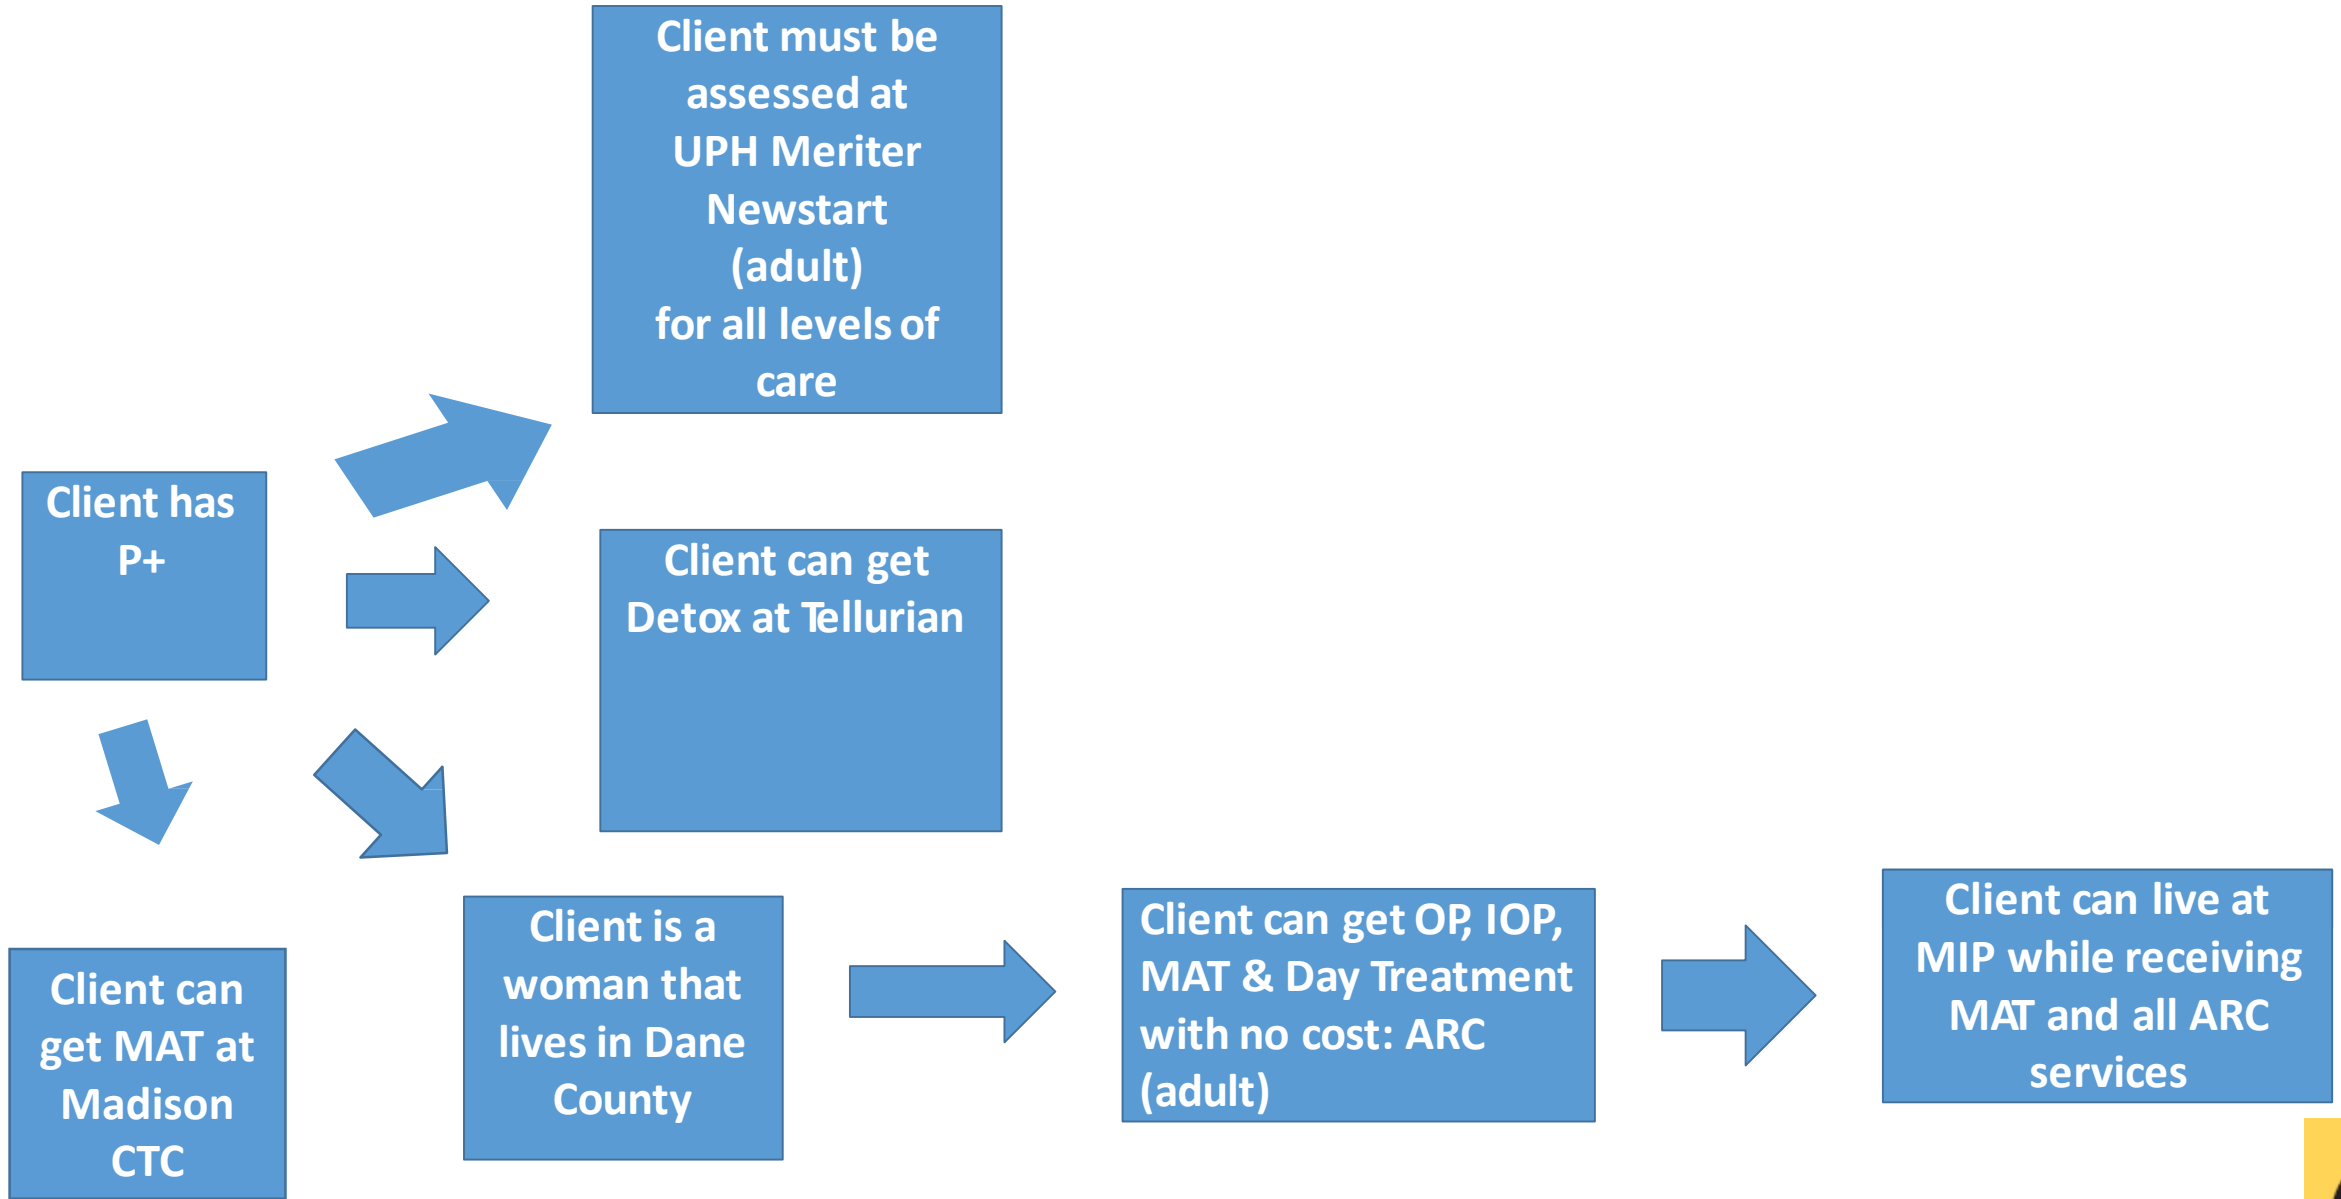 Client must be
assessed at
UPH Meriter
Newstart
(adult)
for all levels of
care
Client has
P+
Client can get
Detox at Tellurian
Client can
get MAT at
Madison
CTC
Client is a
woman that
lives in Dane
County
Client can get OP, IOP,
MAT & Day Treatment
with no cost: ARC
(adult)
Client can live at
MIP while receiving
MAT and all ARC
services